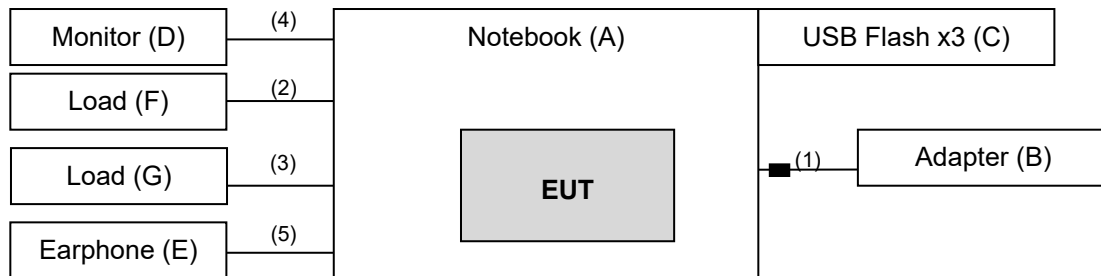 Monitor (D)
(4)
Notebook (A)
USB Flash x3 (C)
Load (F)
(2)
Load (G)
(3)
EUT
(1)
Adapter (B)
Earphone (E)
(5)